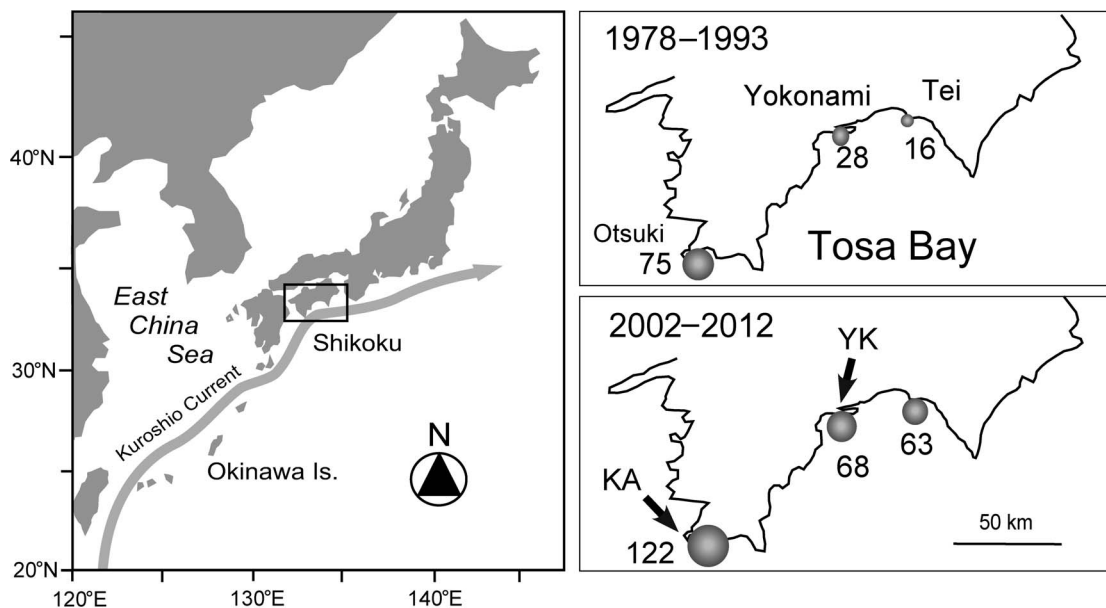 40°N
30°N
20°N
120°E
130°E
140°E
East
China
Sea
Shikoku
Kuroshio Current
Okinawa Is.
N
1978–1993
Yokonami
Tei
28
16
Otsuki
75
Tosa Bay
2002–2012
YK
63
68
KA
122
50 km